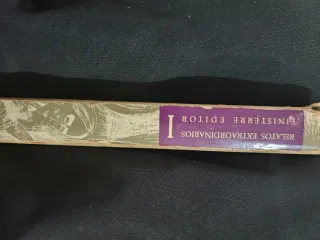 RELATOS EXTRAORDINARIOS
FINISTERRE EDITOR
I